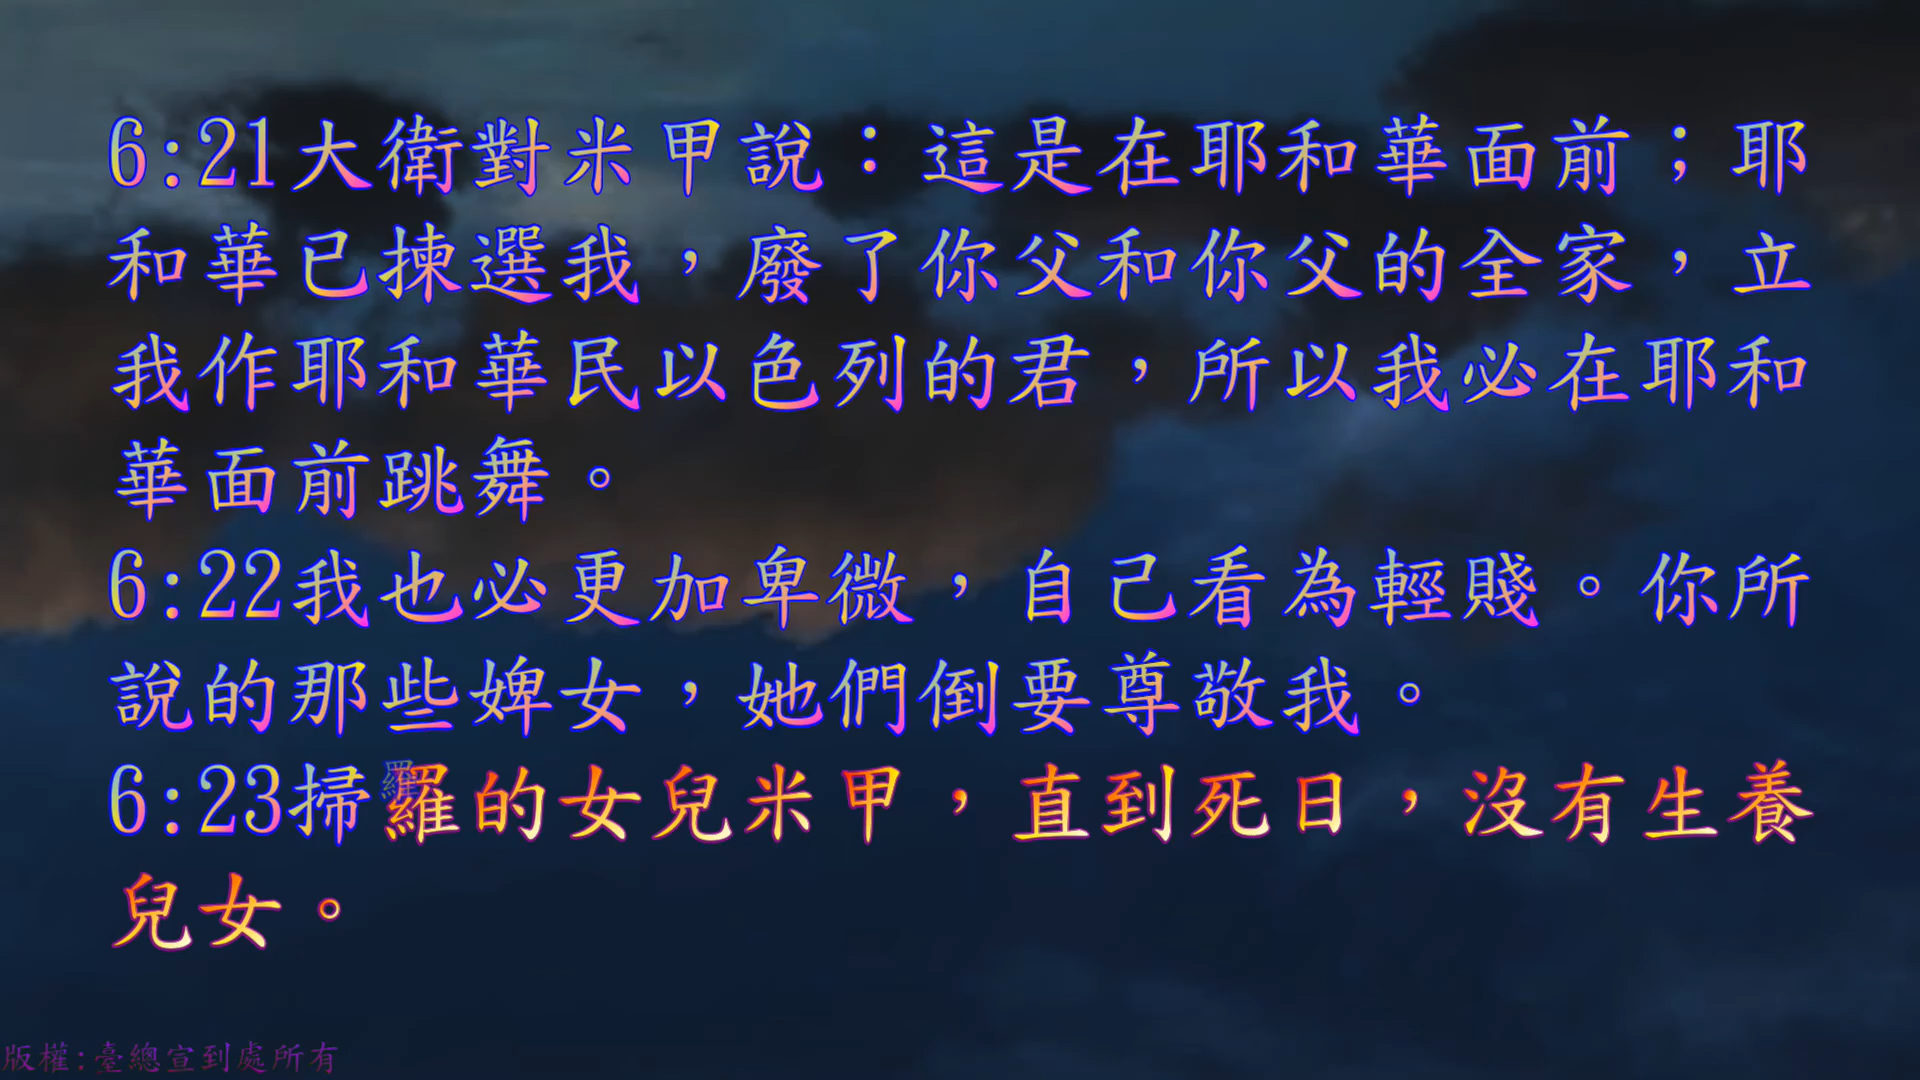 6:21大衛對米甲說：這是在耶和華面前；耶
和華已揀選我，廢了你父和你父的全家，立
我作耶和華民以色列的君，所以我必在耶和
華面前跳舞。
6:22我也必更加卑微，自己看為輕賤。你所
說的那些婢女，她們倒要尊敬我。
6:23掃羅的女兒米甲，直到死日，沒有生養
兒女。
版權:臺總宣到處所有